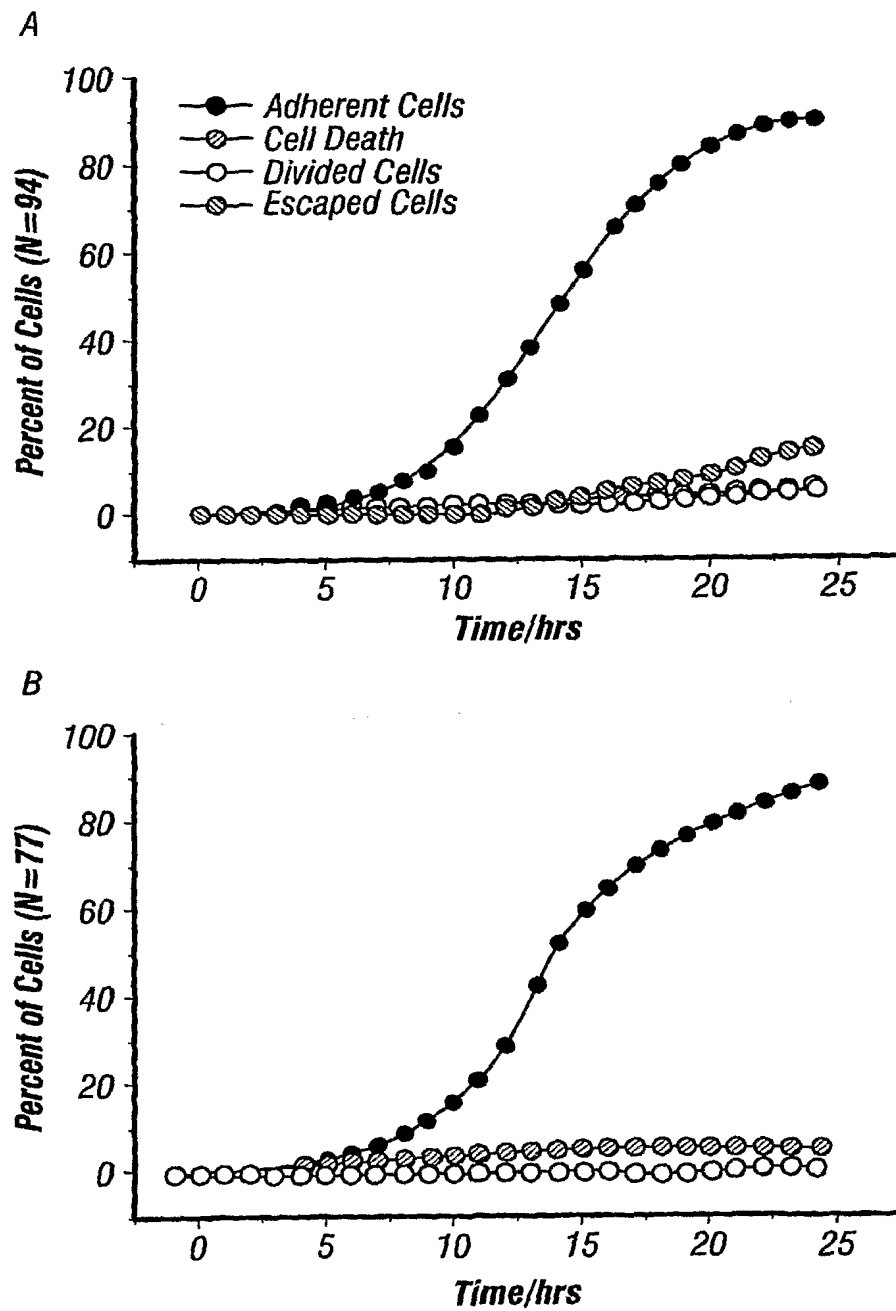 A
Percent of Cells (N=94)
100
80
60
40
20
0
Adherent Cells
Cell Death
Divided Cells
Escaped Cells
0 5 10 15 20 25
Time/hrs
B
Percent of Cells (N=77)
100
80
60
40
20
0
0 5 10 15 20 25
Time/hrs